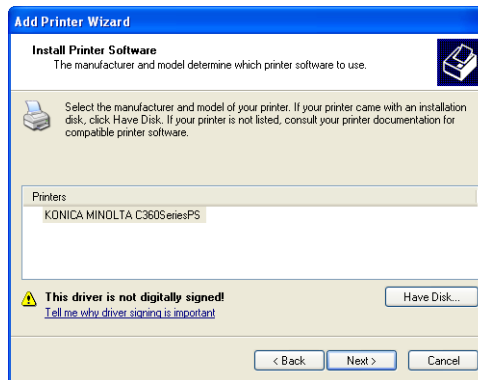 Add Printer Wizard
Install Printer Software
The manufacturer and model determine which printer software to use.
Select the manufacturer and model of your printer. If your printer came with an installation
disk, click Have Disk. If your printer is not listed, consult your printer documentation for
compatible printer software.
Printers
KONICA MINOLTA C360SeriesPS
This driver is not digitally signed!
Tell me why driver signing is important
Have Disk...
< Back
Next >
Cancel